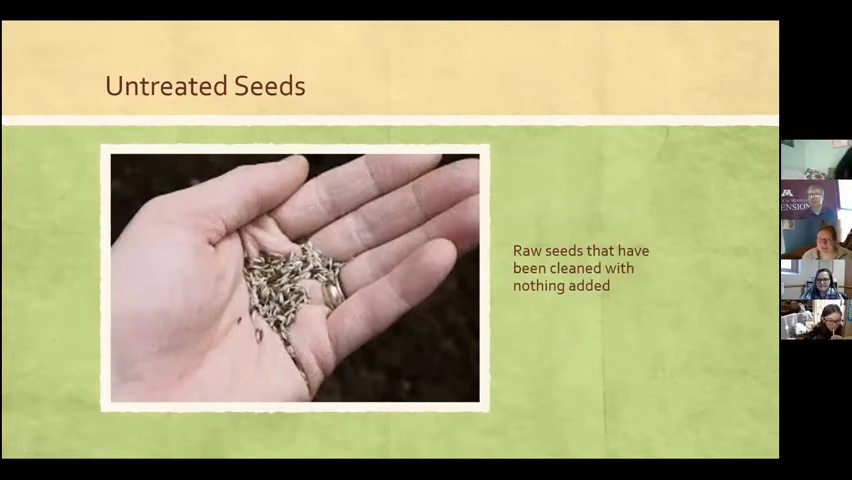 Untreated Seeds
Raw seeds that have
been cleaned with
nothing added